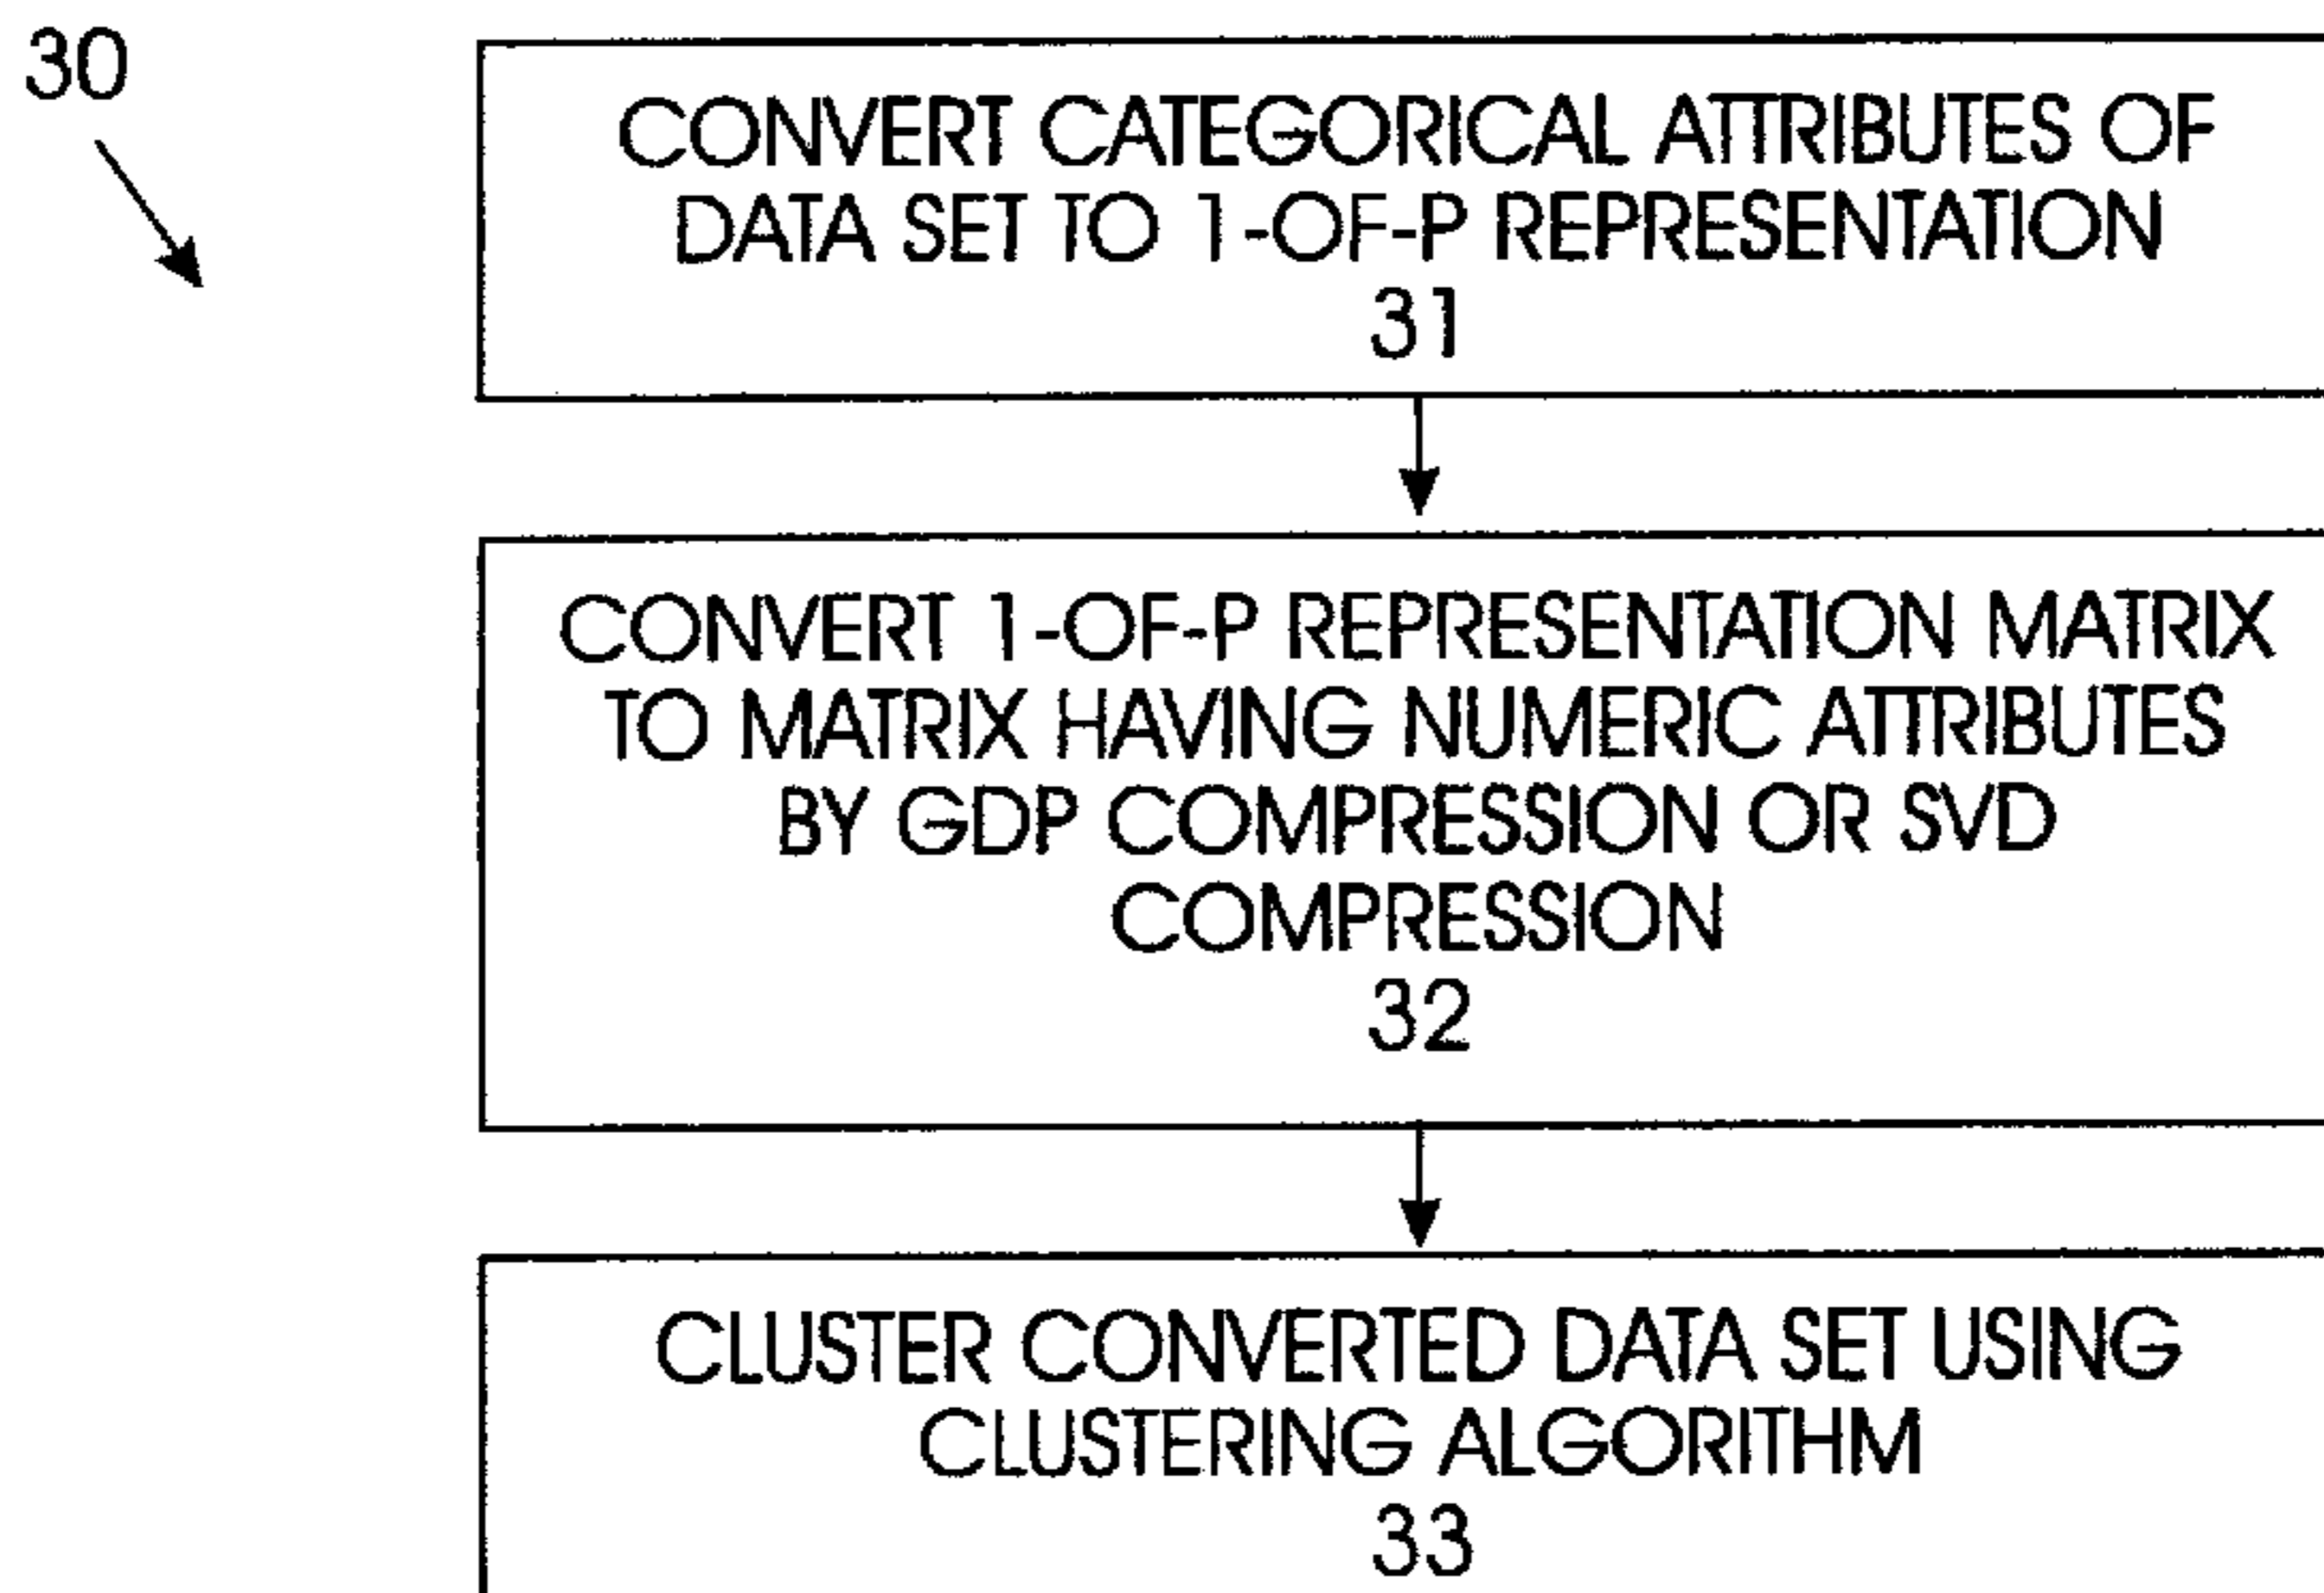 30
CONVERT CATEGORICAL ATTRIBUTES OF
DATA SET TO 1-OF-P REPRESENTATION
31
CONVERT 1-OF-P REPRESENTATION MATRIX
TO MATRIX HAVING NUMERIC ATTRIBUTES
BY GDP COMPRESSION OR SVD
COMPRESSION
32
CLUSTER CONVERTED DATA SET USING
CLUSTERING ALGORITHM
33